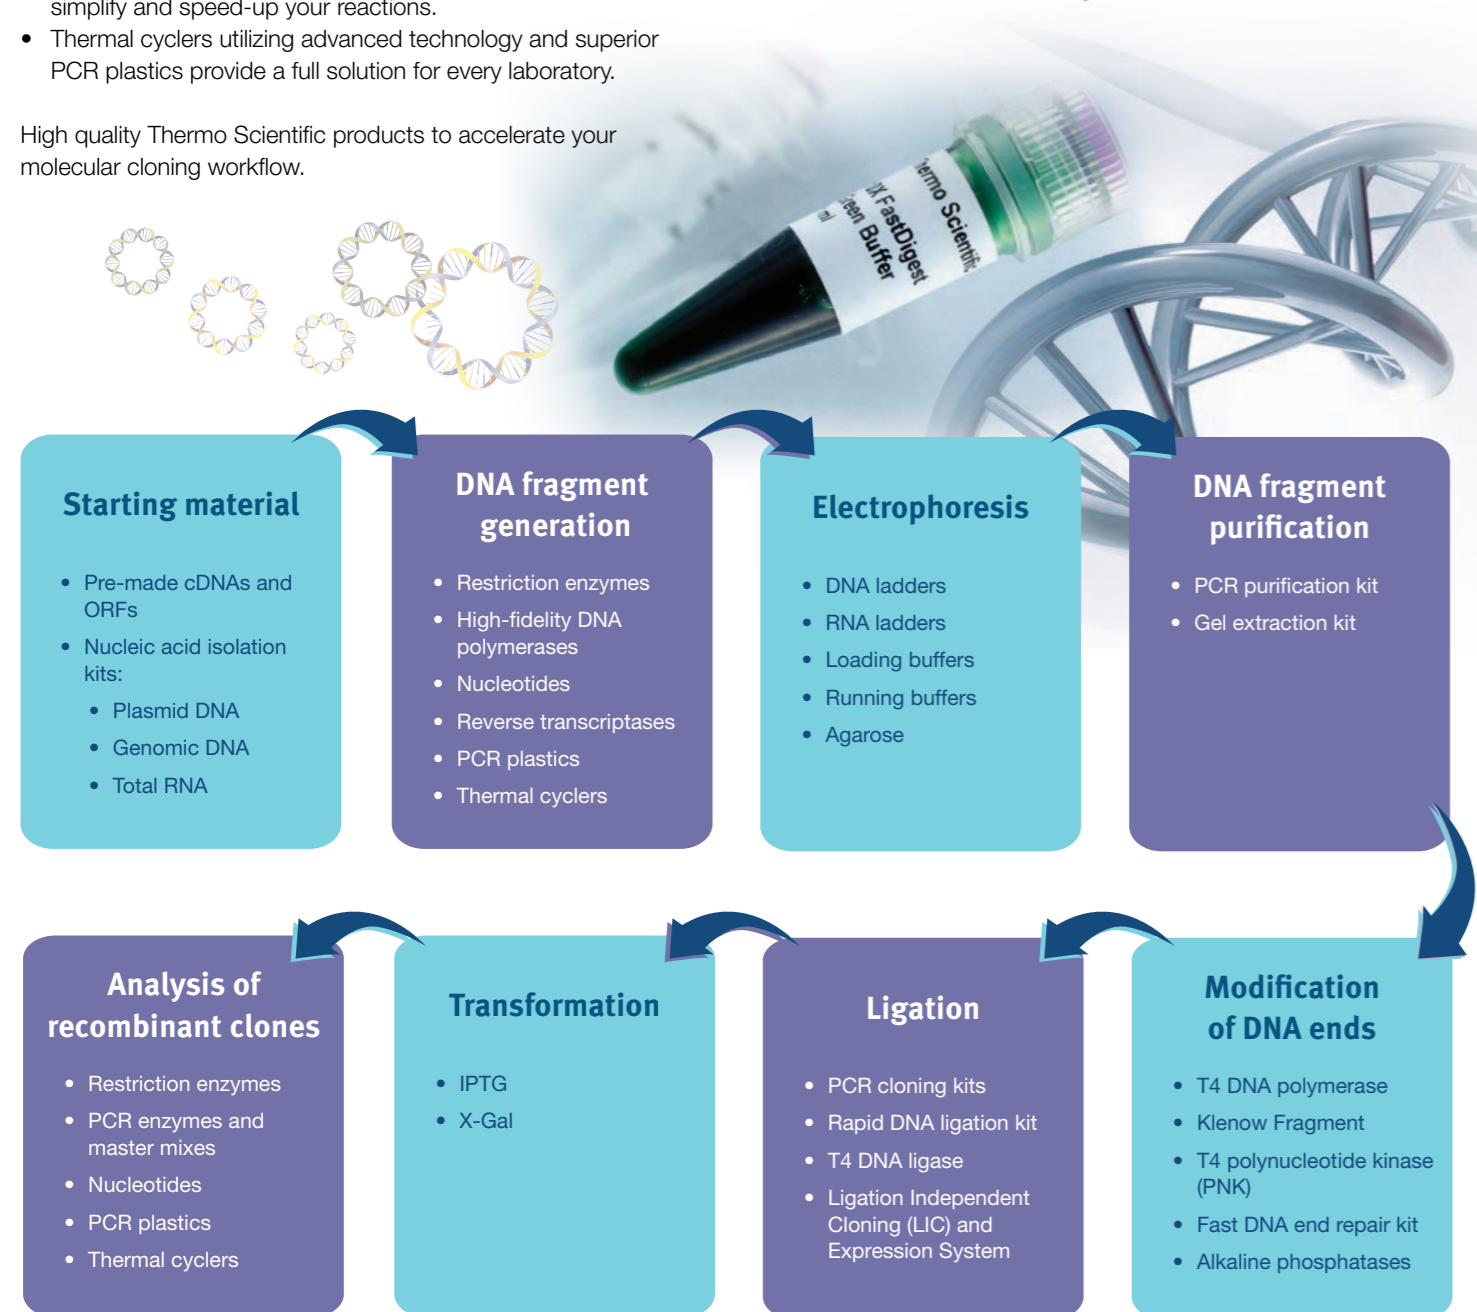 simplify and speed-up your reactions.
• Thermal cyclers utilizing advanced technology and superior
PCR plastics provide a full solution for every laboratory.
High quality Thermo Scientific products to accelerate your
molecular cloning workflow.
Scientific
FastDigest
Buffer
ml
Starting material
• Pre-made cDNAs and
ORFs
• Nucleic acid isolation
kits:
• Plasmid DNA
• Genomic DNA
• Total RNA
DNA fragment
generation
• Restriction enzymes
• High-fidelity DNA
polymerases
• Nucleotides
• Reverse transcriptases
• PCR plastics
• Thermal cyclers
Electrophoresis
• DNA ladders
• RNA ladders
• Loading buffers
• Running buffers
• Agarose
DNA fragment
purification
• PCR purification kit
• Gel extraction kit
Modification
of DNA ends
• T4 DNA polymerase
• Klenow Fragment
• T4 polynucleotide kinase
(PNK)
• Fast DNA end repair kit
• Alkaline phosphatases
Ligation
• PCR cloning kits
• Rapid DNA ligation kit
• T4 DNA ligase
• Ligation Independent
Cloning (LIC) and
Expression System
Transformation
• IPTG
• X-Gal
Analysis of
recombinant clones
• Restriction enzymes
• PCR enzymes and
master mixes
• Nucleotides
• PCR plastics
• Thermal cyclers